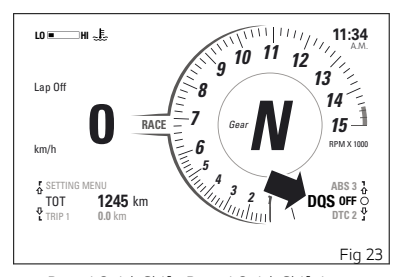 LO HI
11:34
A.M.
Lap Off
0
km/h
RACE
1
2
3
4
5
6
7
8
9
10
11
12
13
14
15
RPM X 1000
Gear
N
SETTING MENU
TOT 1245 km
TRIP 1 0.0 km
ABS 3
DQS OFF
DTC 2
Fig 23